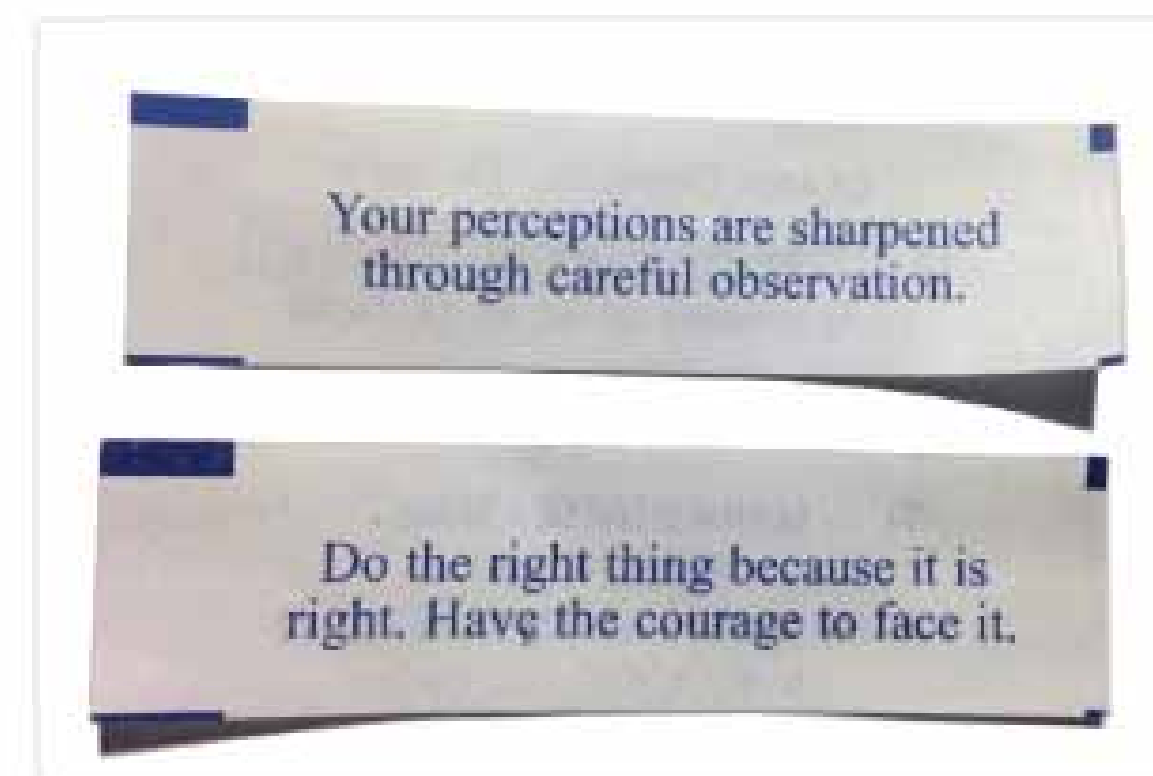 Your perceptions are sharpened
through careful observation.
Do the right thing because it is
right. Have the courage to face it.